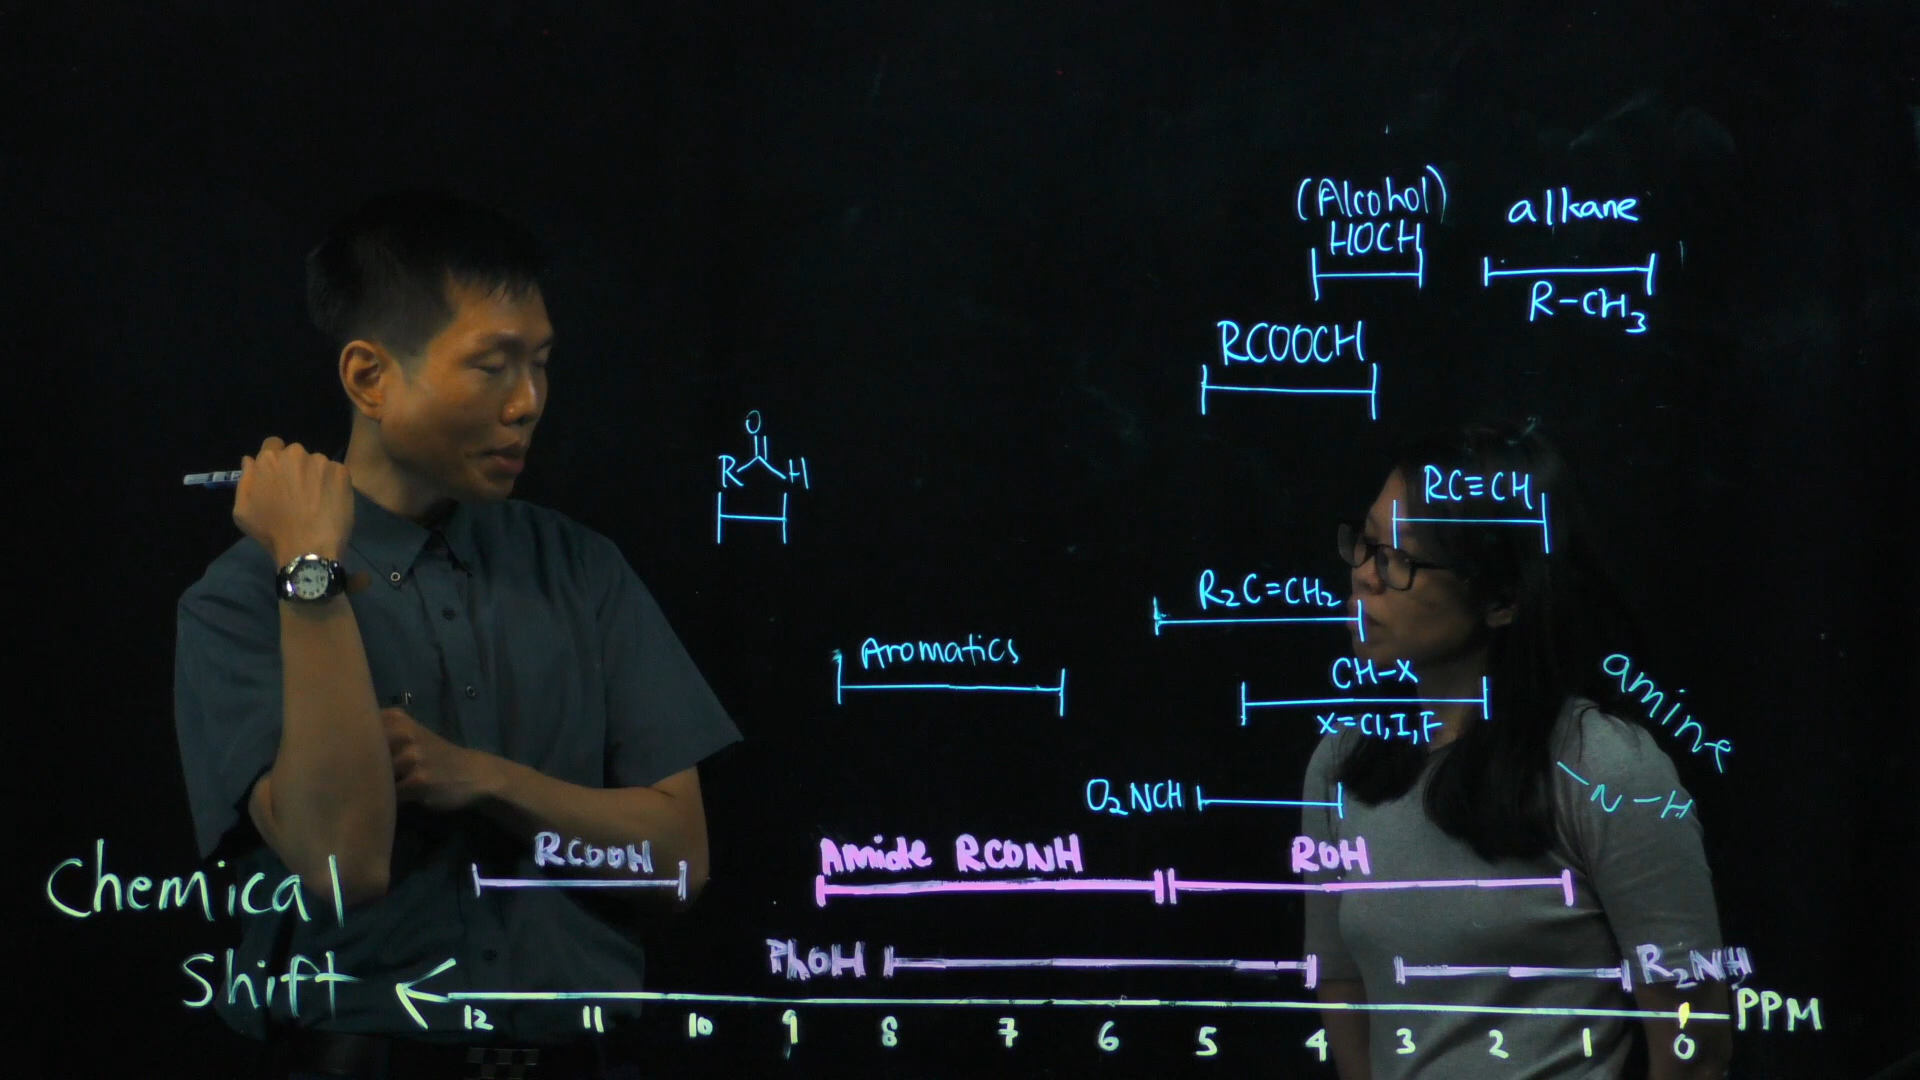 (Alcohol)
HOCH
alkane
R-CH₃
RCOOCH
O
R H
RC≡CH
R₂C=CH₂
Aromatics
CH-X
X=Cl, I, F
amine
-N-H
O₂NCH
RCOOH
Amide RCONH
ROH
Chemical
Shift
PhOH
R₂NH
PPM
12 11 10 9 8 7 6 5 4 3 2 1 0